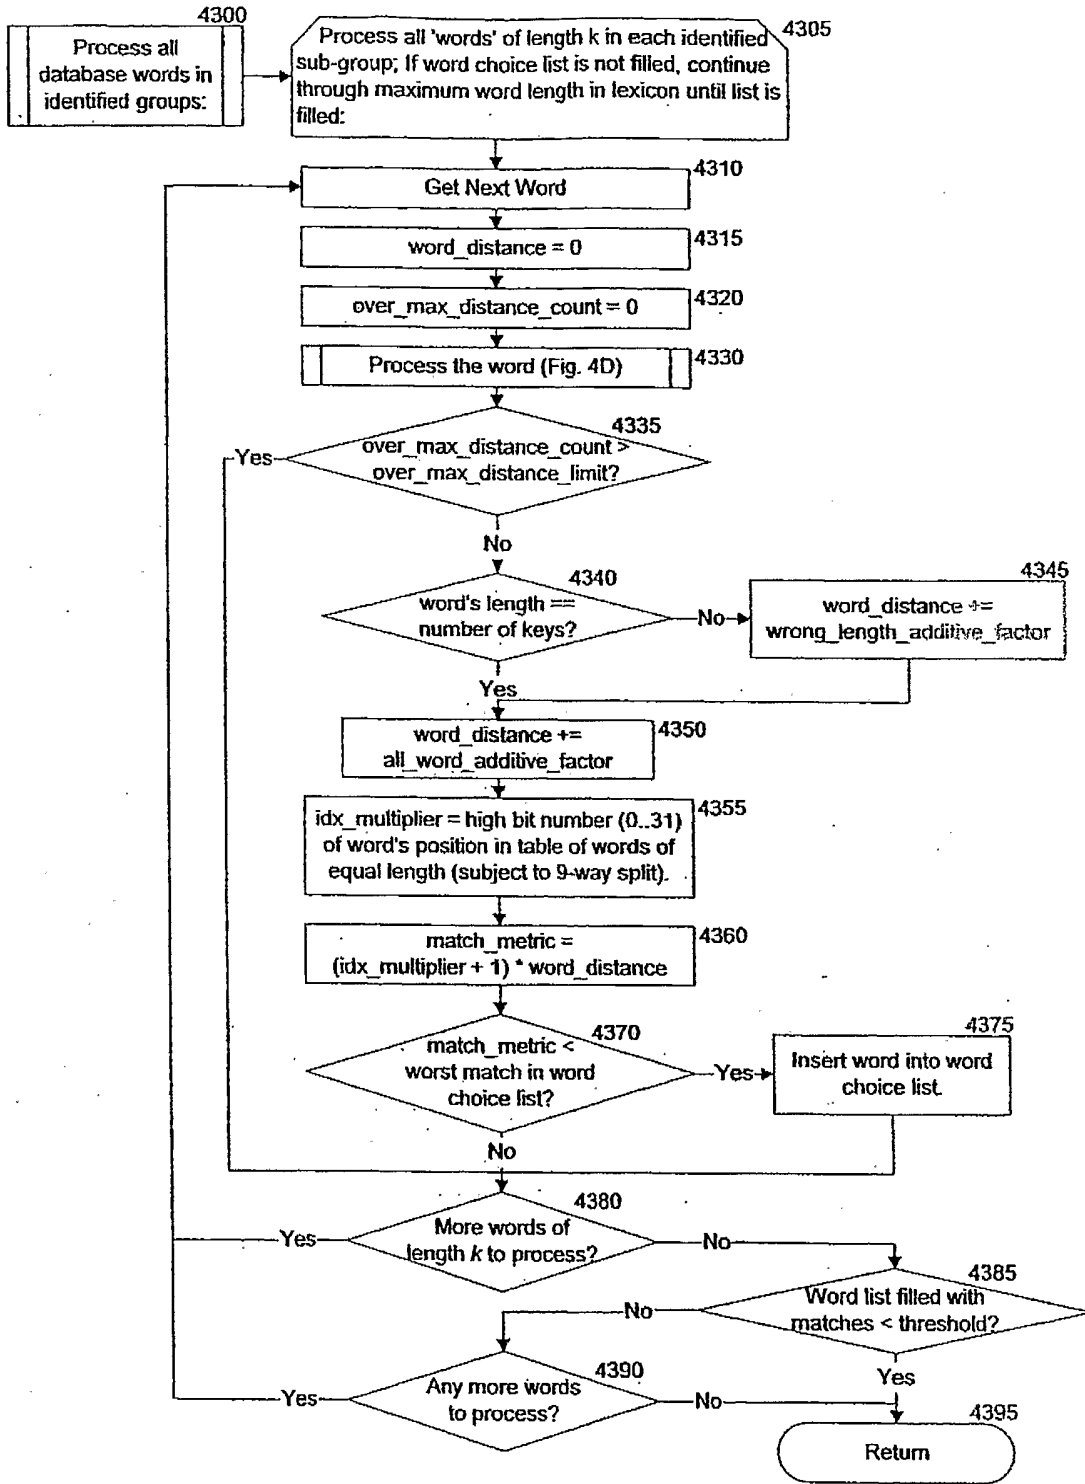 4300
Process all
database words in
identified groups:
4305
Process all 'words' of length k in each identified
sub-group; If word choice list is not filled, continue
through maximum word length in lexicon until list is
filled:
4310
Get Next Word
4315
word_distance = 0
4320
over_max_distance_count = 0
4330
Process the word (Fig. 4D)
4335
over_max_distance_count >
over_max_distance_limit?
Yes
No
4340
word's length ==
number of keys?
No
4345
word_distance +=
wrong_length_additive_factor
Yes
4350
word_distance +=
all_word_additive_factor
4355
idx_multiplier = high bit number (0..31)
of word's position in table of words of
equal length (subject to 9-way split).
4360
match_metric =
(idx_multiplier + 1) * word_distance
4370
match_metric <
worst match in word
choice list?
Yes
4375
Insert word into word
choice list.
No
4380
More words of
length k to process?
Yes
No
4385
Word list filled with
matches < threshold?
No
Yes
4390
Any more words
to process?
Yes
No
4395
Return